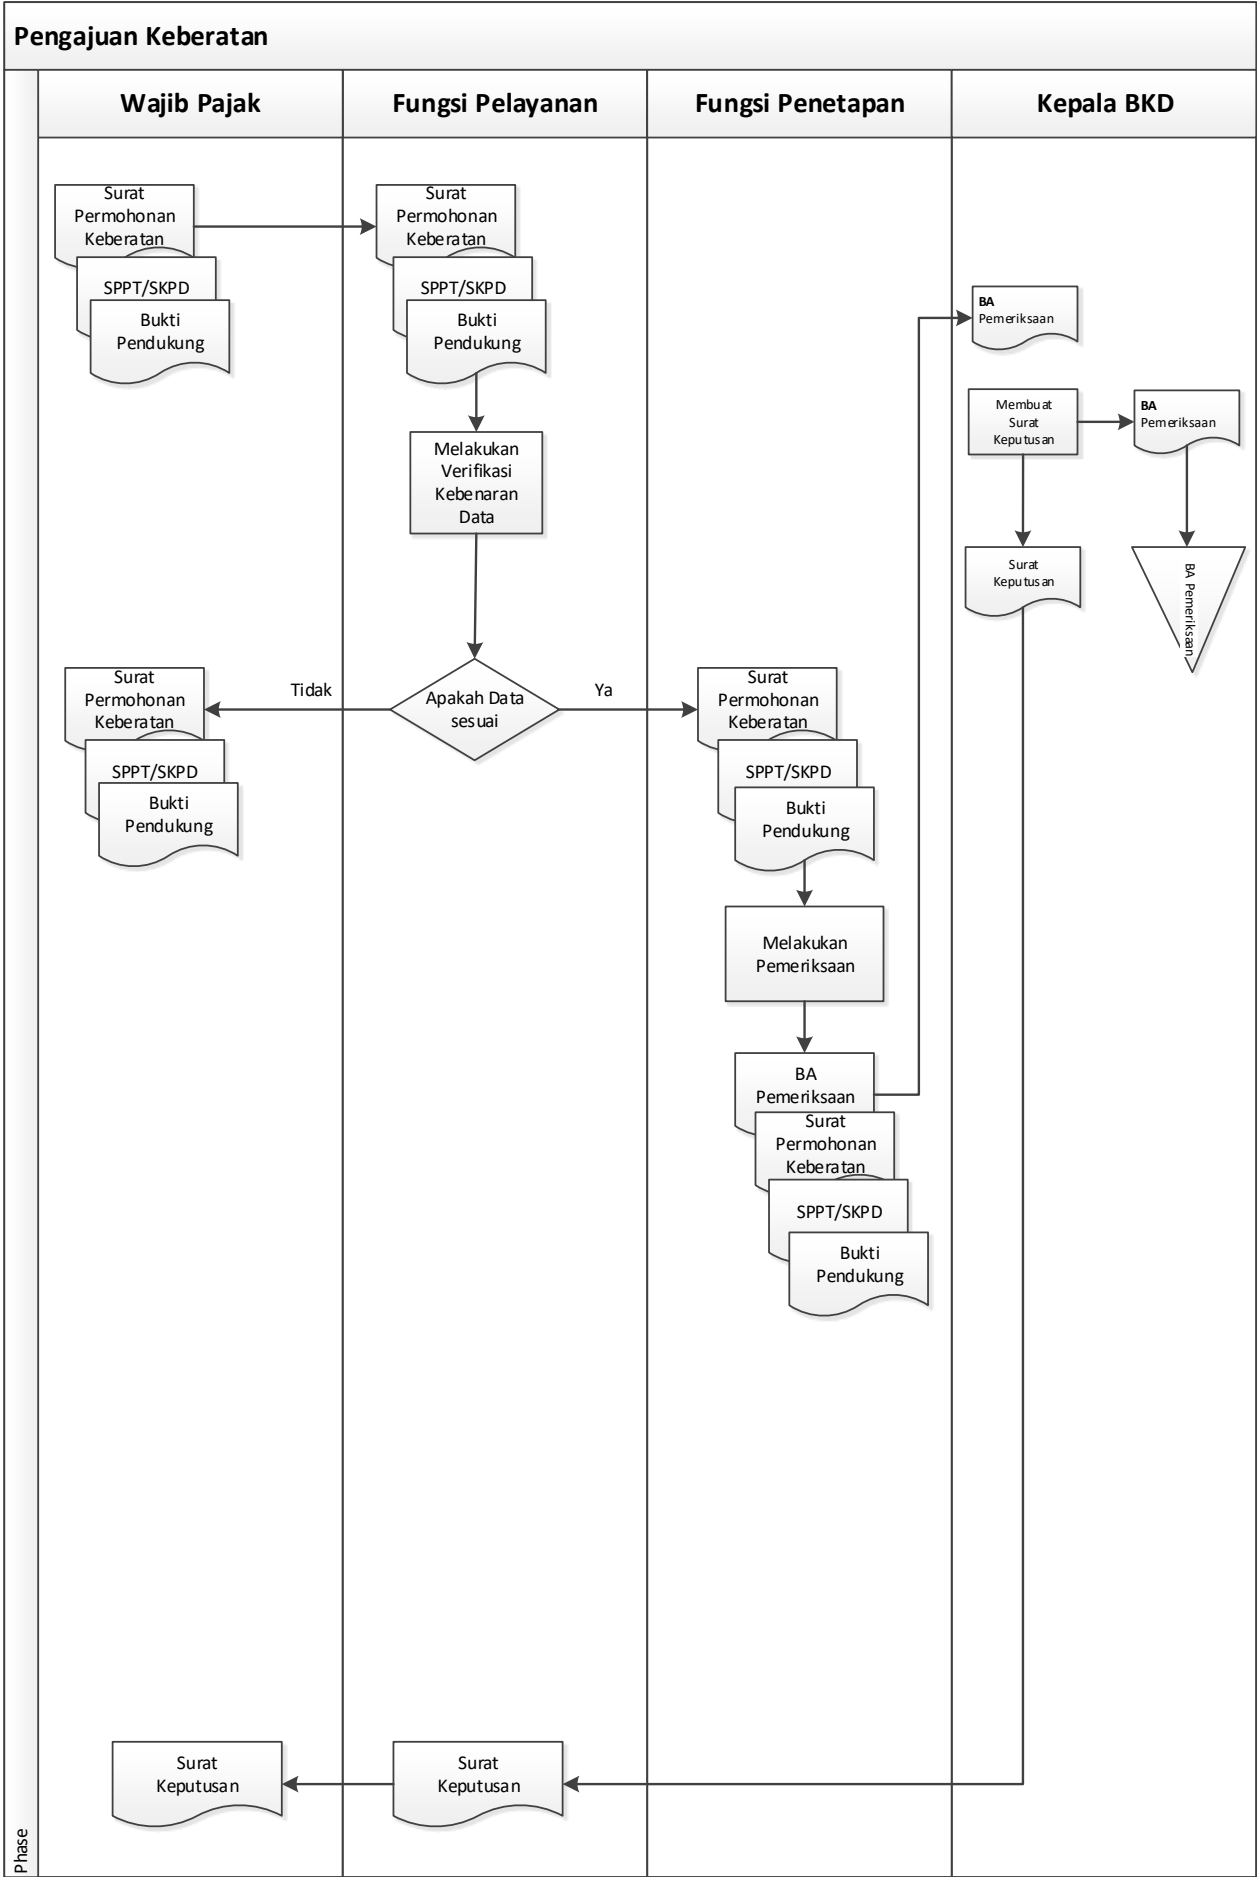 Pengajuan Keberatan
Wajib Pajak
Fungsi Pelayanan
Fungsi Penetapan
Kepala BKD
Surat
Permohonan
Keberatan
SPPT/SKPD
Bukti
Pendukung
Surat
Permohonan
Keberatan
SPPT/SKPD
Bukti
Pendukung
BA
Pemeriksaan
Melakukan
Verifikasi
Kebenaran
Data
Membuat
Surat
Keputusan
BA
Pemeriksaan
Surat
Keputusan
BA Pemeriksaan
Apakah Data
sesuai
Tidak
Ya
Surat
Permohonan
Keberatan
SPPT/SKPD
Bukti
Pendukung
Surat
Permohonan
Keberatan
SPPT/SKPD
Bukti
Pendukung
Melakukan
Pemeriksaan
BA
Pemeriksaan
Surat
Permohonan
Keberatan
SPPT/SKPD
Bukti
Pendukung
Surat
Keputusan
Surat
Keputusan
Phase